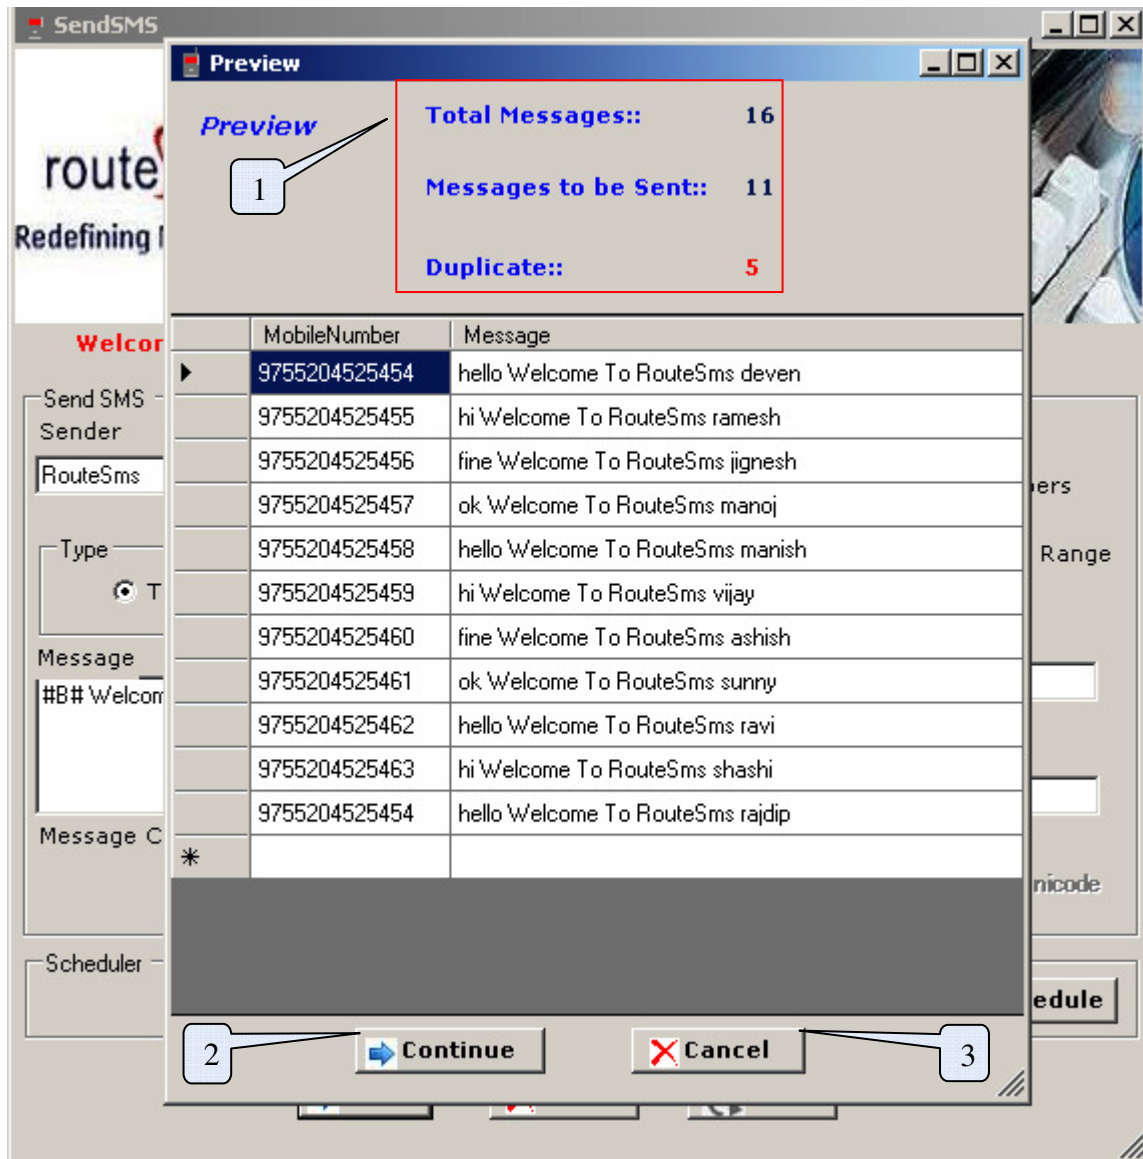 SendSMS
Preview
Preview
Total Messages:: 16
Messages to be Sent:: 11
Duplicate:: 5
1
route
Redefining
MobileNumber Message
9755204525454 hello Welcome To RouteSms deven
9755204525455 hi Welcome To RouteSms ramesh
9755204525456 fine Welcome To RouteSms jignesh
9755204525457 ok Welcome To RouteSms manoj
9755204525458 hello Welcome To RouteSms manish
9755204525459 hi Welcome To RouteSms vijay
9755204525460 fine Welcome To RouteSms ashish
9755204525461 ok Welcome To RouteSms sunny
9755204525462 hello Welcome To RouteSms ravi
9755204525463 hi Welcome To RouteSms shashi
9755204525454 hello Welcome To RouteSms rajdip
2
Continue
Cancel
3
Welcor
Send SMS
Sender
RouteSms
Type
T
Message
#B# Welcom
Message C
Scheduler
ers
Range
nicode
edule